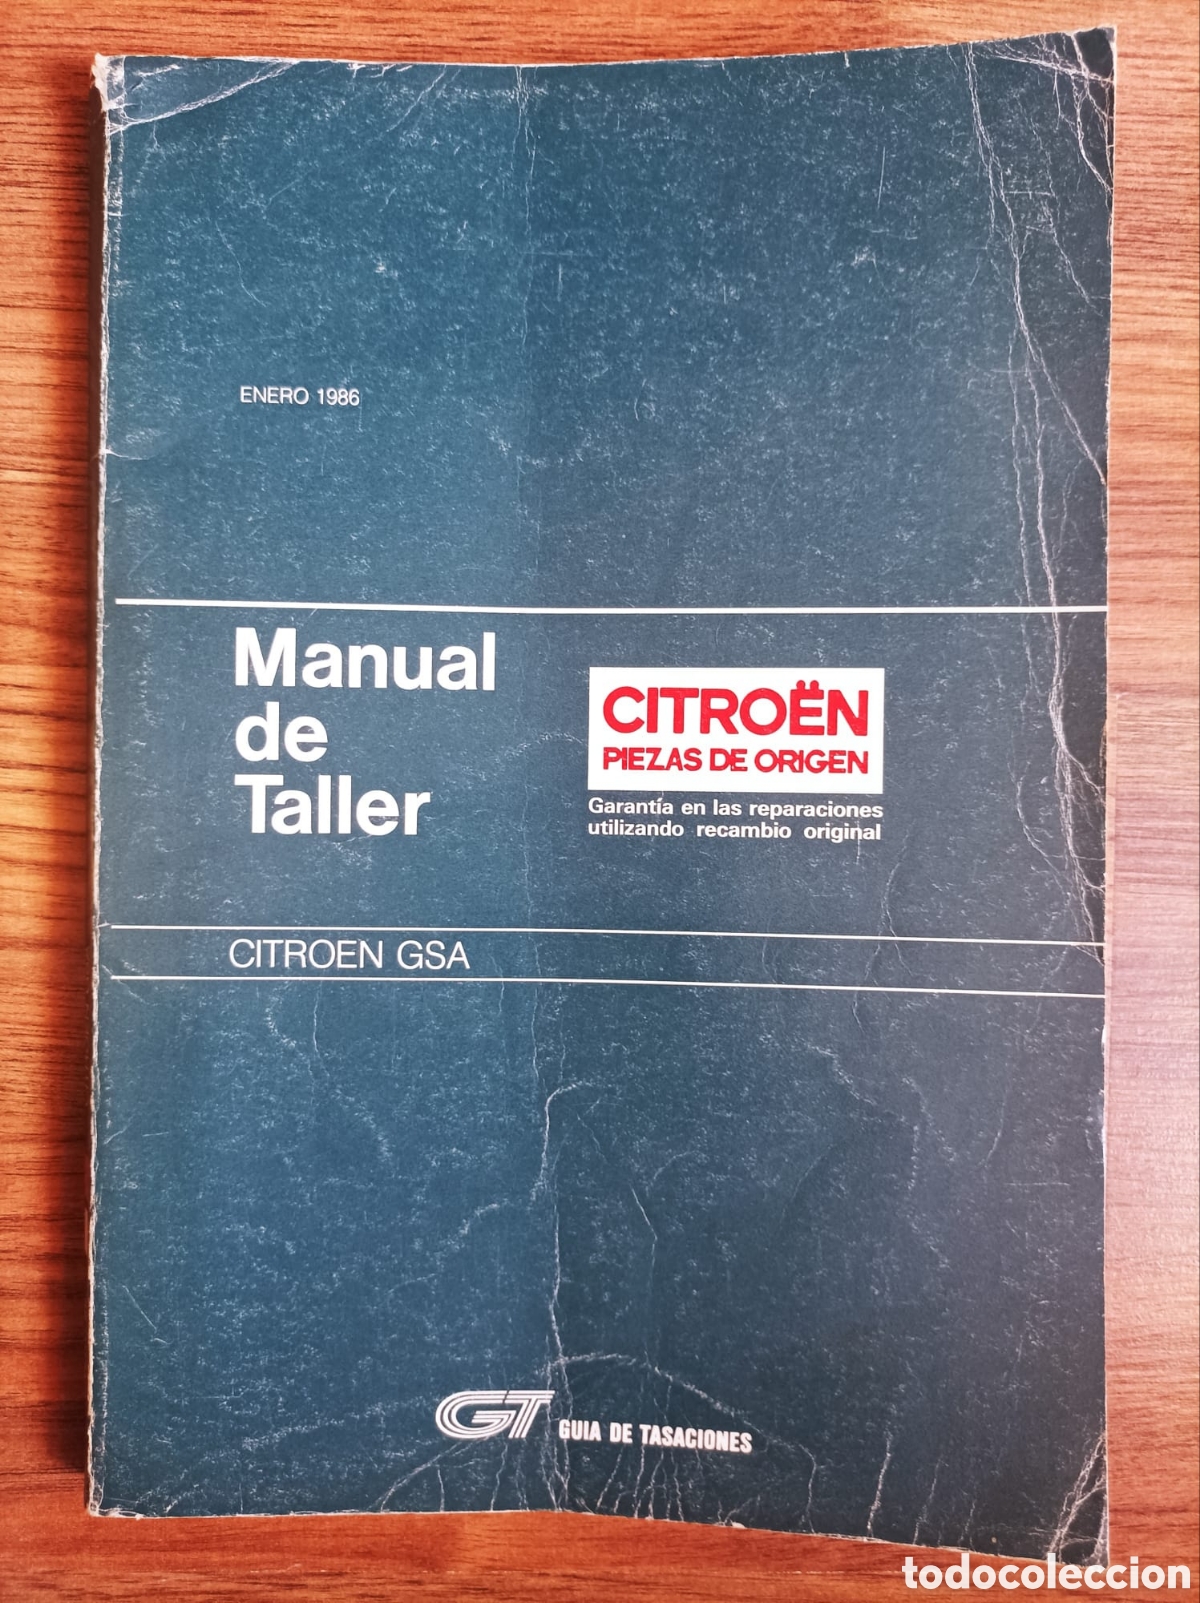 ENERO 1986
Manual
de
Taller
CITROËN
PIEZAS DE ORIGEN
Garantía en las reparaciones
utilizando recambio original
CITROEN GSA
GT GUIA DE TASACIONES
todocoleccion